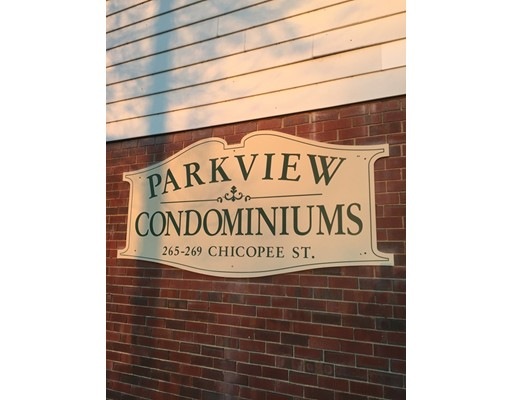 PARKVIEW
CONDOMINIUMS
265-269 CHICOPEE ST.